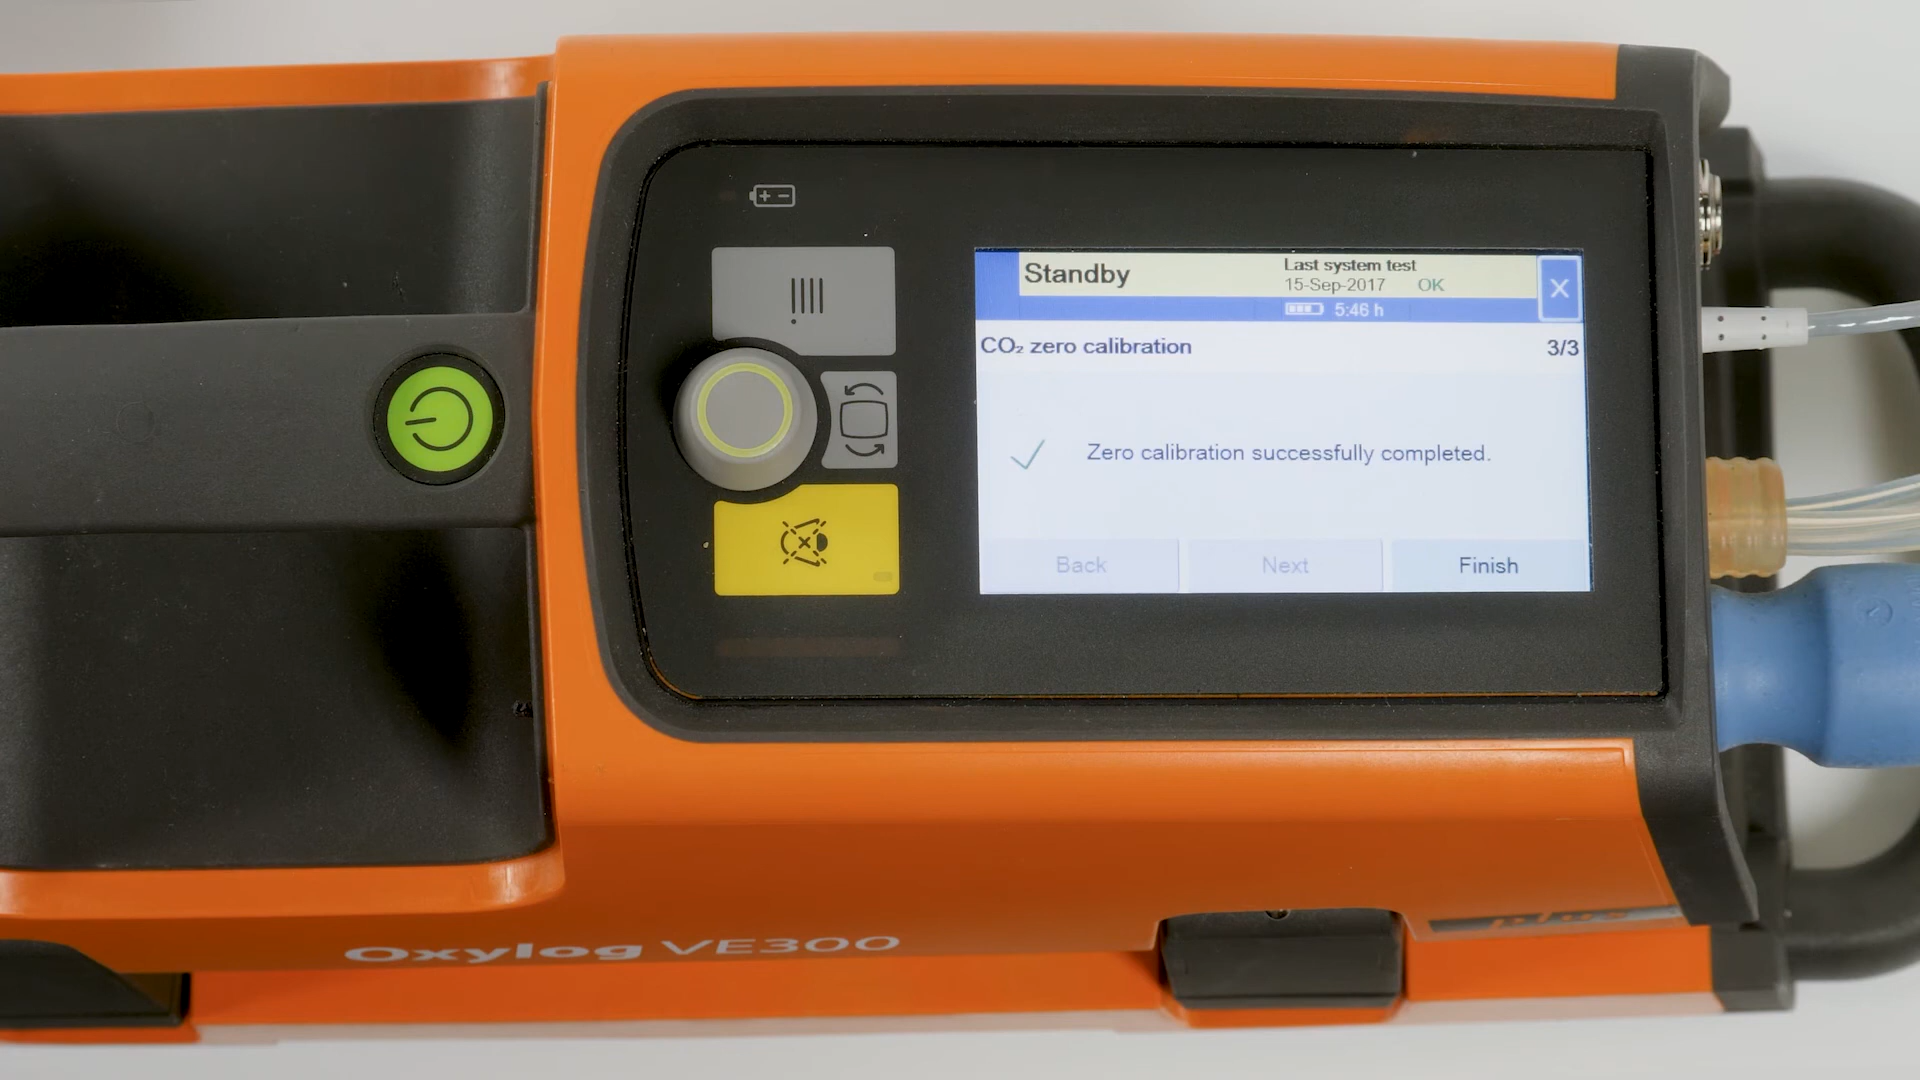 Standby
Last system test
15-Sep-2017 OK
5:46 h
X
CO₂ zero calibration 3/3
Zero calibration successfully completed.
Back Next Finish
Oxylog VE300
plus